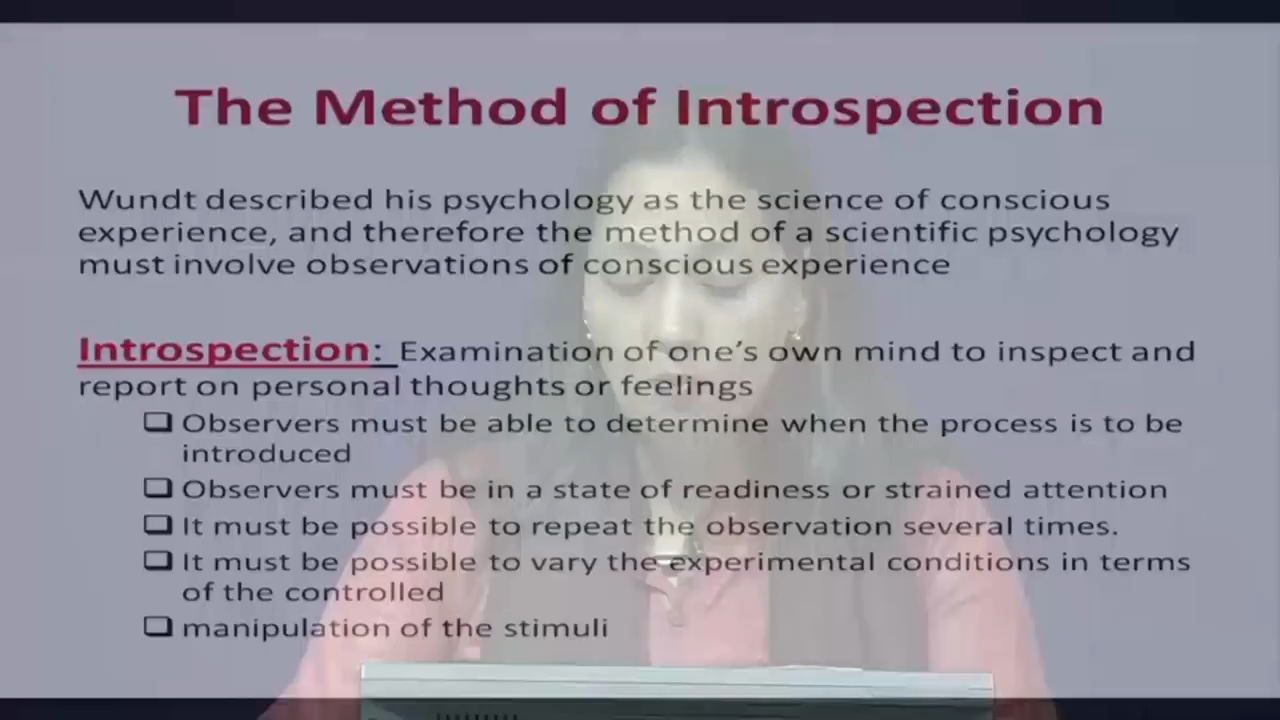 The Method of Introspection
Wundt described his psychology as the science of conscious
experience, and therefore the method of a scientific psychology
must involve observations of conscious experience
Introspection: Examination of one’s own mind to inspect and
report on personal thoughts or feelings
❑ Observers must be able to determine when the process is to be
introduced
❑ Observers must be in a state of readiness or strained attention
❑ It must be possible to repeat the observation several times.
❑ It must be possible to vary the experimental conditions in terms
of the controlled
❑ manipulation of the stimuli